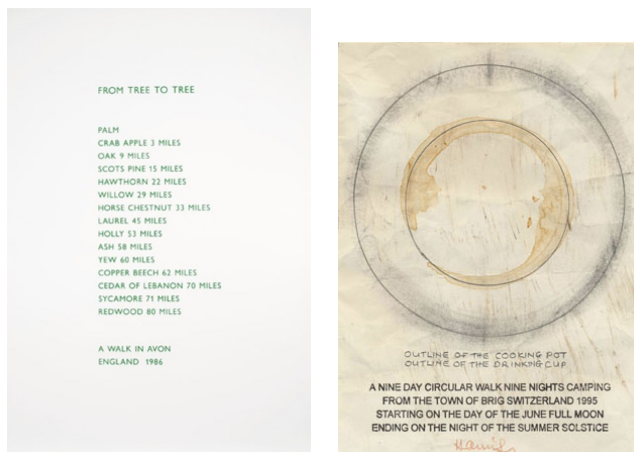 FROM TREE TO TREE
PALM
CRAB APPLE 3 MILES
OAK 9 MILES
SCOTS PINE 15 MILES
HAWTHORN 22 MILES
WILLOW 29 MILES
HORSE CHESTNUT 33 MILES
LAUREL 45 MILES
HOLLY 53 MILES
ASH 58 MILES
YEW 60 MILES
COPPER BEECH 62 MILES
CEDAR OF LEBANON 70 MILES
SYCAMORE 71 MILES
REDWOOD 80 MILES
A WALK IN AVON
ENGLAND 1986
OUTLINE OF THE COOKING POT
OUTLINE OF THE DRINKING CUP
A NINE DAY CIRCULAR WALK NINE NIGHTS CAMPING
FROM THE TOWN OF BRIG SWITZERLAND 1995
STARTING ON THE DAY OF THE JUNE FULL MOON
ENDING ON THE NIGHT OF THE SUMMER SOLSTICE